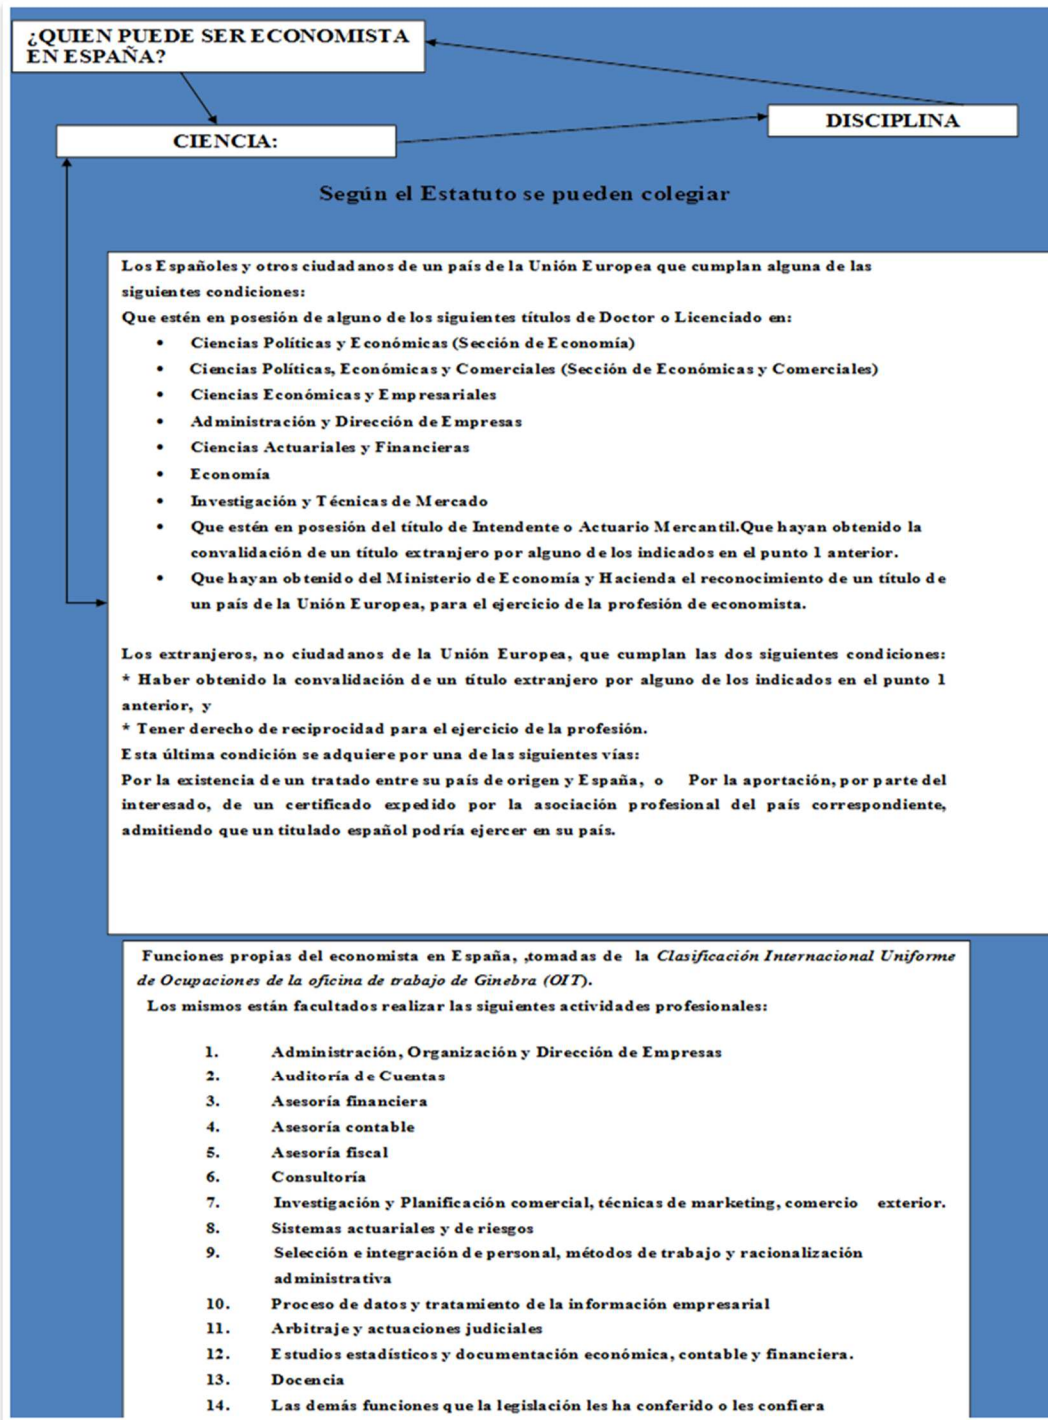 ¿QUIEN PUEDE SER ECONOMISTA
EN ESPAÑA?
DISCIPLINA
CIENCIA:
Según el Estatuto se pueden colegiar
Los Españoles y otros ciudadanos de un país de la Unión Europea que cumplan alguna de las
siguientes condiciones:
Que estén en posesión de alguno de los siguientes títulos de Doctor o Licenciado en:
• Ciencias Políticas y Económicas (Sección de Economía)
• Ciencias Políticas, Económicas y Comerciales (Sección de Económicas y Comerciales)
• Ciencias Económicas y Empresariales
• Administración y Dirección de Empresas
• Ciencias Actuariales y Financieras
• Economía
• Investigación y Técnicas de Mercado
• Que estén en posesión del título de Intendente o Actuario Mercantil.Que hayan obtenido la
convalidación de un título extranjero por alguno de los indicados en el punto 1 anterior.
• Que hayan obtenido del Ministerio de Economía y Hacienda el reconocimiento de un título de
un país de la Unión Europea, para el ejercicio de la profesión de economista.
Los extranjeros, no ciudadanos de la Unión Europea, que cumplan las dos siguientes condiciones:
* Haber obtenido la convalidación de un título extranjero por alguno de los indicados en el punto 1
anterior, y
* Tener derecho de reciprocidad para el ejercicio de la profesión.
Esta última condición se adquiere por una de las siguientes vías:
Por la existencia de un tratado entre su país de origen y España, o Por la aportación, por parte del
interesado, de un certificado expedido por la asociación profesional del país correspondiente,
admitiendo que un titulado español podría ejercer en su país.
Funciones propias del economista en España, ,tomadas de la Clasificación Internacional Uniforme
de Ocupaciones de la oficina de trabajo de Ginebra (OIT).
Los mismos están facultados realizar las siguientes actividades profesionales:
1. Administración, Organización y Dirección de Empresas
2. Auditoría de Cuentas
3. Asesoría financiera
4. Asesoría contable
5. Asesoría fiscal
6. Consultoría
7. Investigación y Planificación comercial, técnicas de marketing, comercio exterior.
8. Sistemas actuariales y de riesgos
9. Selección e integración de personal, métodos de trabajo y racionalización
administrativa
10. Proceso de datos y tratamiento de la información empresarial
11. Arbitraje y actuaciones judiciales
12. Estudios estadísticos y documentación económica, contable y financiera.
13. Docencia
14. Las demás funciones que la legislación les ha conferido o les confiera